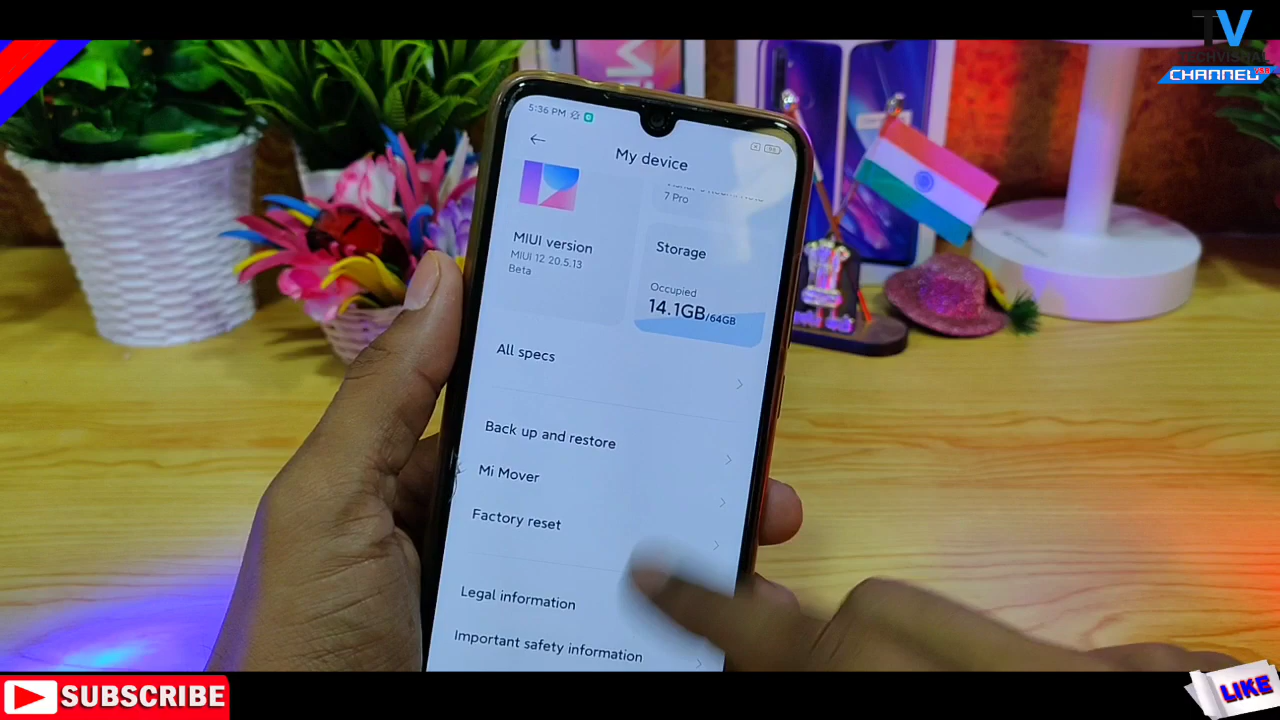 TV
TECHVISHAL
CHANNEL
5:36 PM
My device
7 Pro
MIUI version
MIUI 12 20.5.13
Beta
Storage
Occupied
14.1GB/64GB
All specs
Back up and restore
Mi Mover
Factory reset
Legal information
Important safety information
SUBSCRIBE
LIKE